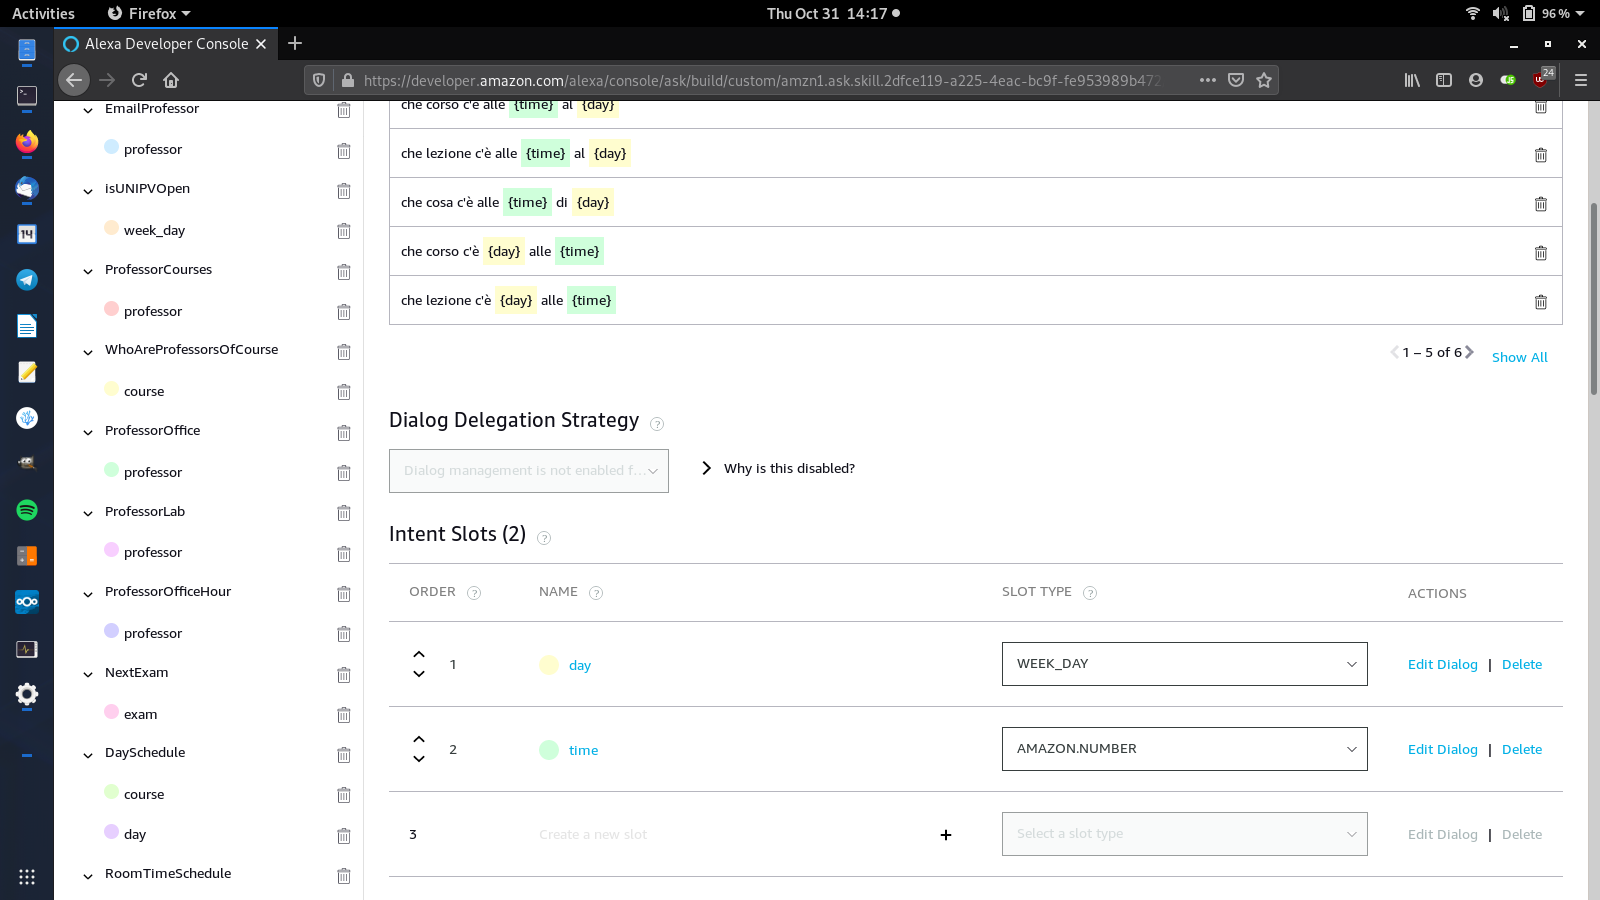 Activities
Firefox
Thu Oct 31 14:17
96 %
Alexa Developer Console
https://developer.amazon.com/alexa/console/ask/build/custom/amzn1.ask.skill.2dfce119-a225-4eac-bc9f-fe953989b472
24
14
EmailProfessor
professor
isUNIPVOpen
week_day
ProfessorCourses
professor
WhoAreProfessorsOfCourse
course
ProfessorOffice
professor
ProfessorLab
professor
ProfessorOfficeHour
professor
NextExam
exam
DaySchedule
course
day
RoomTimeSchedule
che corso c'è alle {time} al {day}
che lezione c'è alle {time} al {day}
che cosa c'è alle {time} di {day}
che corso c'è {day} alle {time}
che lezione c'è {day} alle {time}
1 – 5 of 6
Show All
Dialog Delegation Strategy ?
Dialog management is not enabled f...
Why is this disabled?
Intent Slots (2) ?
ORDER ? NAME ? SLOT TYPE ? ACTIONS
1 day WEEK_DAY Edit Dialog | Delete
2 time AMAZON.NUMBER Edit Dialog | Delete
3 Create a new slot + Select a slot type Edit Dialog | Delete